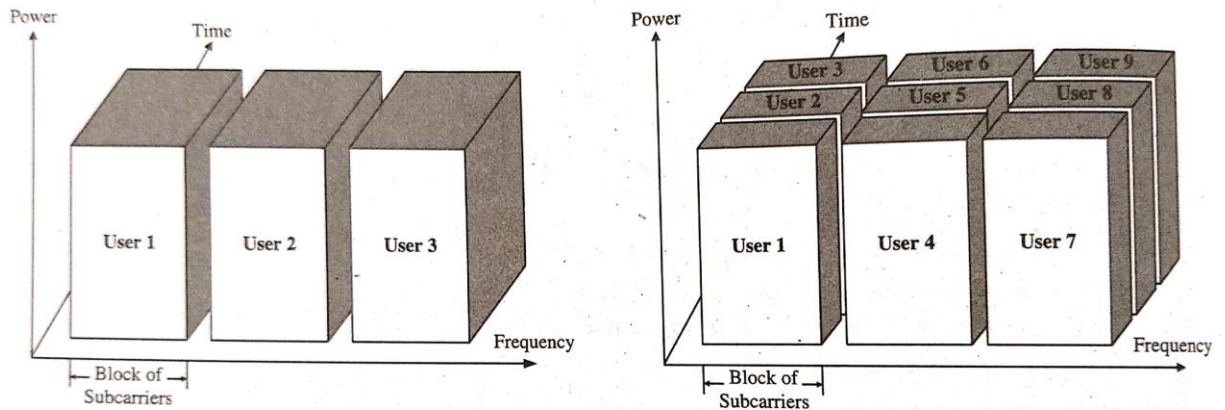 Power
Time
User 1
User 2
User 3
Frequency
Block of
Subcarriers
Power
Time
User 3
User 6
User 9
User 2
User 5
User 8
User 1
User 4
User 7
Frequency
Block of
Subcarriers